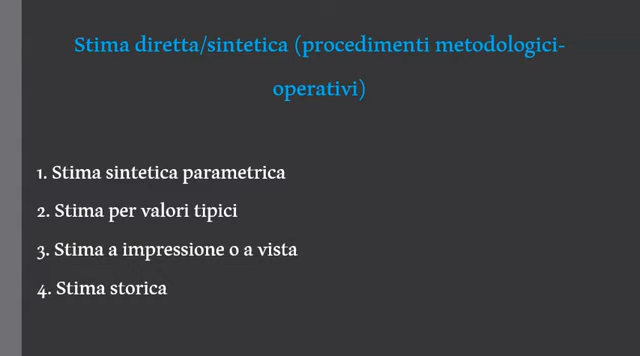 Stima diretta/sintetica (procedimenti metodologici-
operativi)
1. Stima sintetica parametrica
2. Stima per valori tipici
3. Stima a impressione o a vista
4. Stima storica